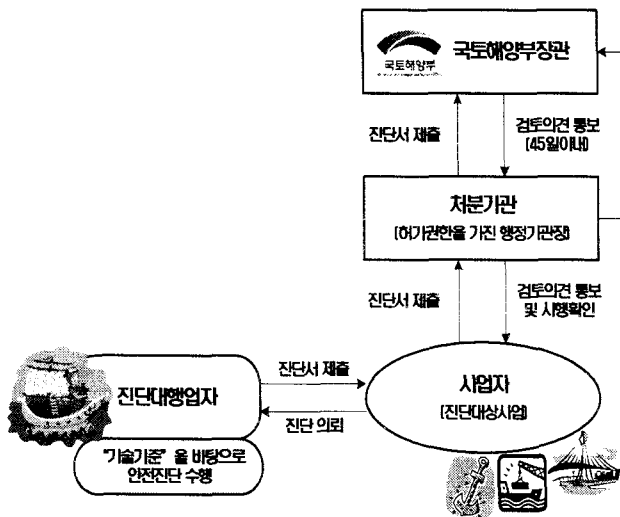 국토해양부
국토해양부장관
진단서 제출
검토의견 통보
(45일이내)
처분기관
(허가권한을 가진 행정기관장)
진단서 제출
검토의견 통보
및 시행확인
진단대행업자
진단서 제출
진단 의뢰
사업자
(진단대상사업)
"기술기준" 을 바탕으로
안전진단 수행